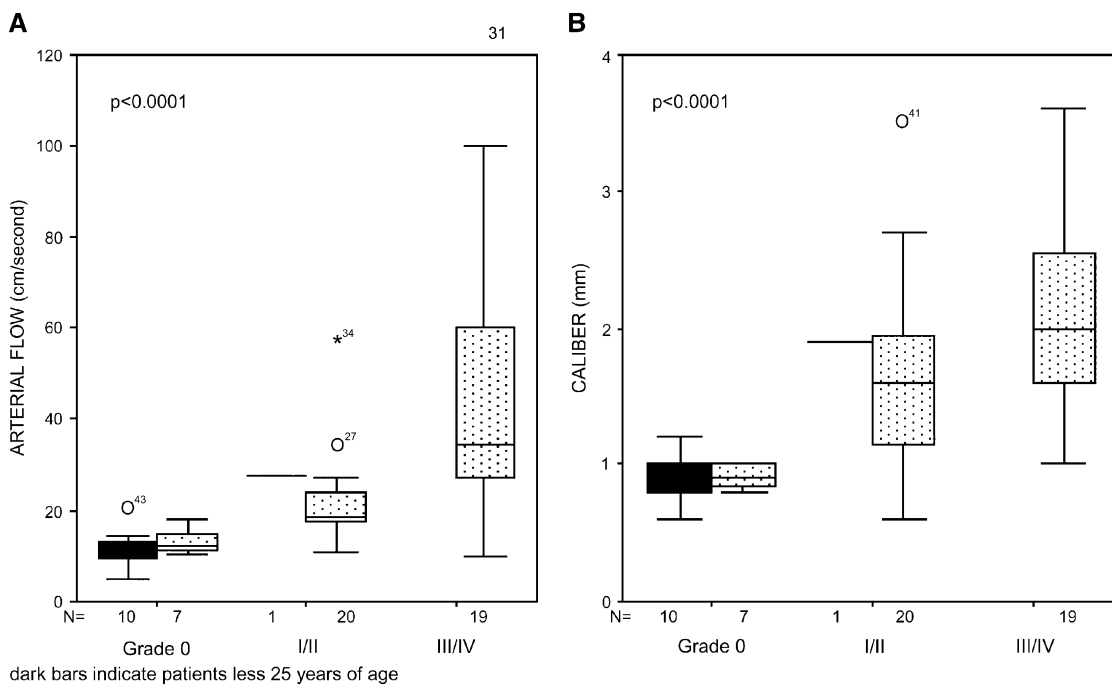 A
31
120
p<0.0001
100
80
60
40
20
0
ARTERIAL FLOW (cm/second)
*34
O27
O43
N= 10 7 1 20 19
Grade 0 I/II III/IV
dark bars indicate patients less 25 years of age
B
4
p<0.0001
3
2
1
0
CALIBER (mm)
O41
N= 10 7 1 20 19
Grade 0 I/II III/IV